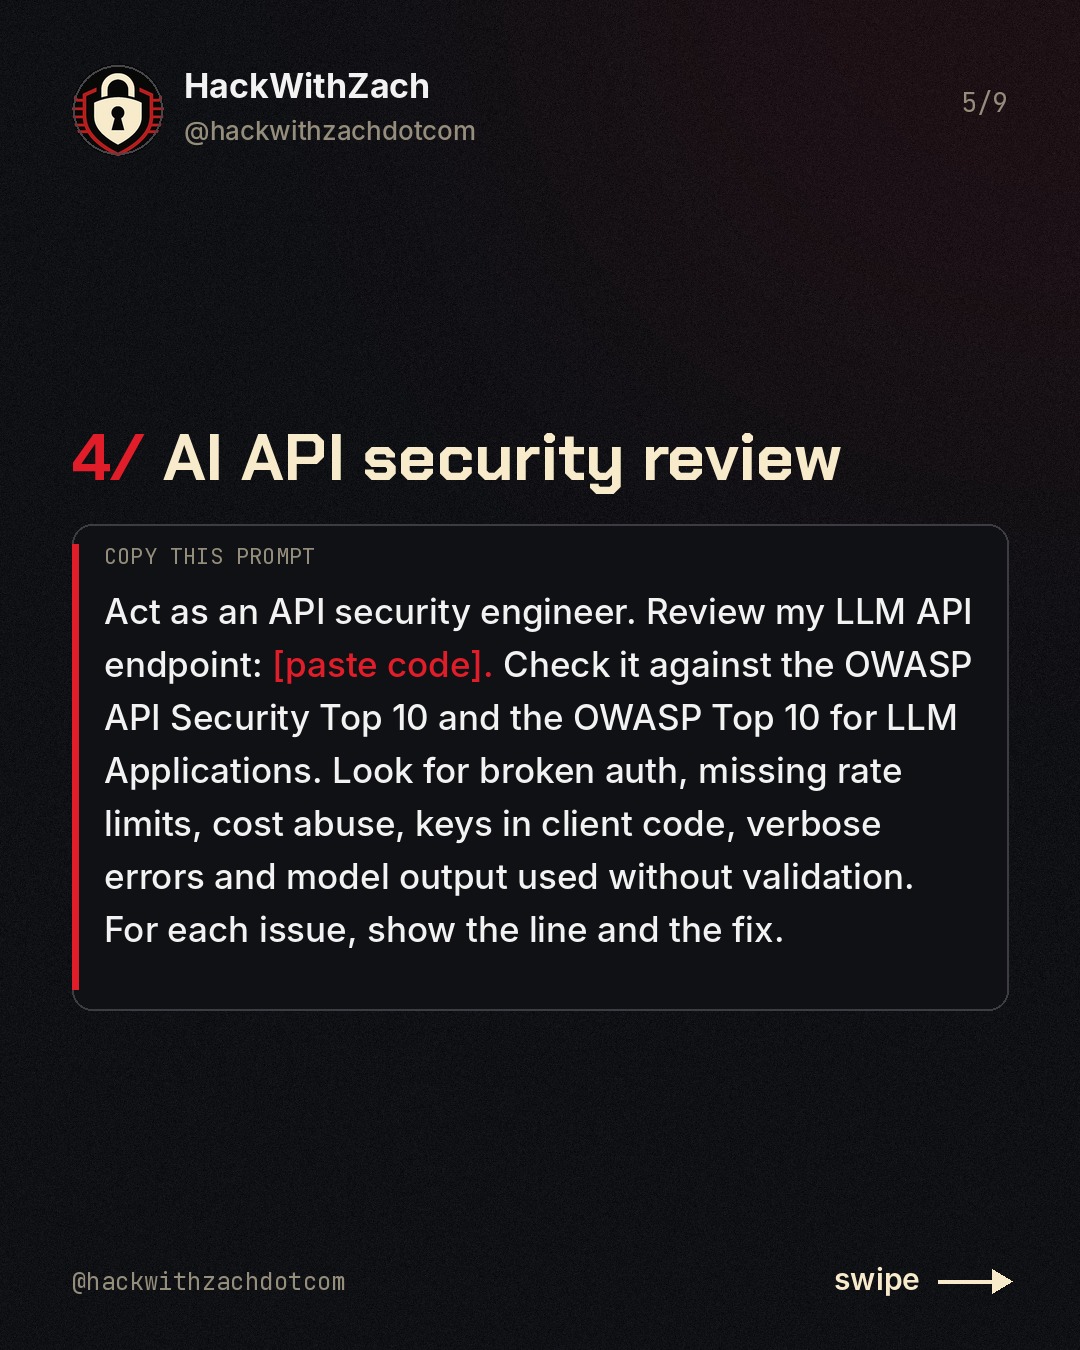 HackWithZach
@hackwithzachdotcom
5/9
4/ AI API security review
COPY THIS PROMPT
Act as an API security engineer. Review my LLM API
endpoint: [paste code]. Check it against the OWASP
API Security Top 10 and the OWASP Top 10 for LLM
Applications. Look for broken auth, missing rate
limits, cost abuse, keys in client code, verbose
errors and model output used without validation.
For each issue, show the line and the fix.
@hackwithzachdotcom
swipe